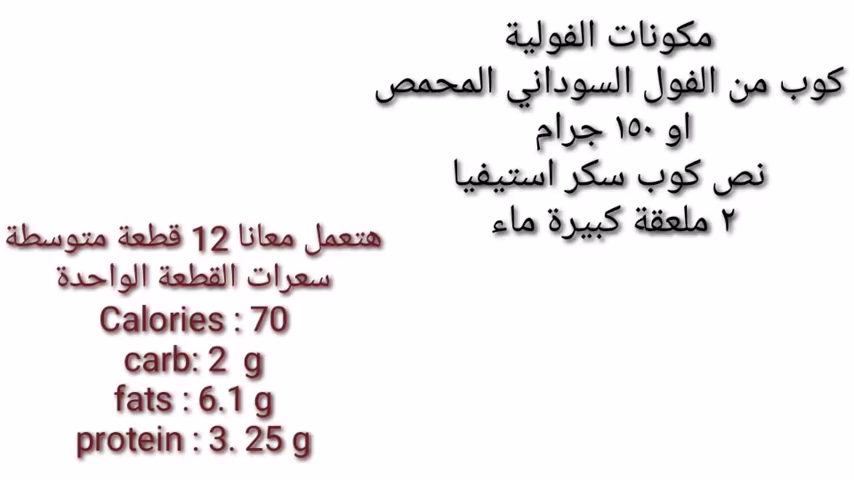 مكونات الفولية
كوب من الفول السوداني المحمص
او ١٥٠ جرام
نص كوب سكر استيفيا
٢ ملعقة كبيرة ماء
هتعمل معانا 12 قطعة متوسطة
سعرات القطعة الواحدة
Calories : 70
carb: 2 g
fats : 6.1 g
protein : 3. 25 g